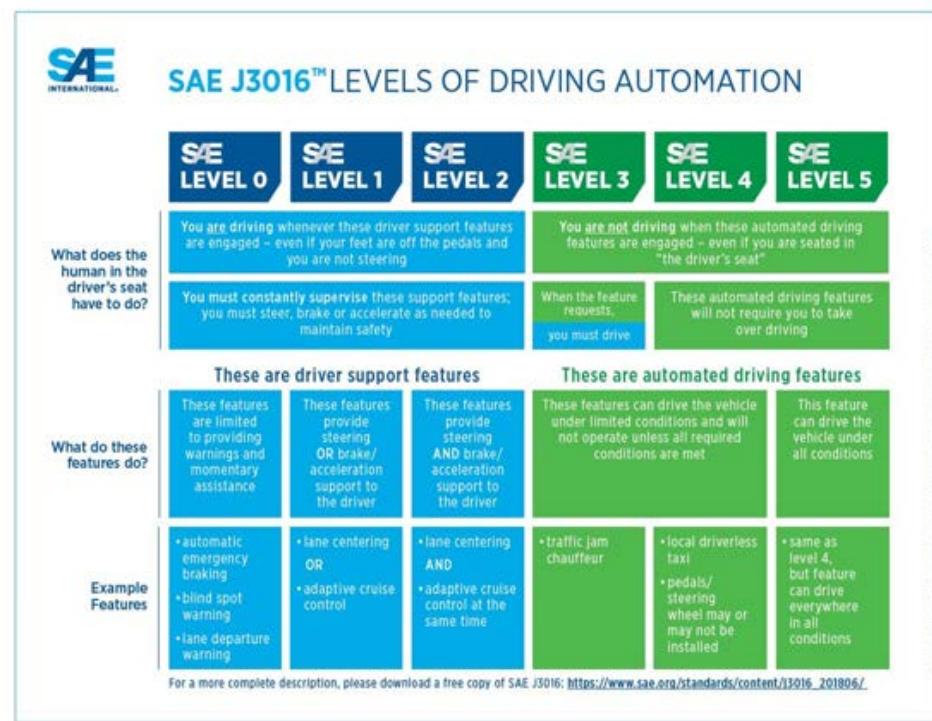 SAE
INTERNATIONAL®
SAE J3016™ LEVELS OF DRIVING AUTOMATION
SAE
LEVEL 0
SAE
LEVEL 1
SAE
LEVEL 2
SAE
LEVEL 3
SAE
LEVEL 4
SAE
LEVEL 5
What does the
human in the
driver's seat
have to do?
You are driving whenever these driver support features
are engaged – even if your feet are off the pedals and
you are not steering
You are not driving when these automated driving
features are engaged – even if you are seated in
"the driver's seat"
You must constantly supervise these support features;
you must steer, brake or accelerate as needed to
maintain safety
When the feature
requests,
you must drive
These automated driving features
will not require you to take
over driving
These are driver support features
These are automated driving features
What do these
features do?
These features
are limited
to providing
warnings and
momentary
assistance
These features
provide
steering
OR brake/
acceleration
support to
the driver
These features
provide
steering
AND brake/
acceleration
support to
the driver
These features can drive the vehicle
under limited conditions and will
not operate unless all required
conditions are met
This feature
can drive the
vehicle under
all conditions
Example
Features
• automatic
emergency
braking
• blind spot
warning
• lane departure
warning
• lane centering
OR
• adaptive cruise
control
• lane centering
AND
• adaptive cruise
control at the
same time
• traffic jam
chauffeur
• local driverless
taxi
• pedals/
steering
wheel may or
may not be
installed
• same as
level 4,
but feature
can drive
everywhere
in all
conditions
For a more complete description, please download a free copy of SAE J3016: https://www.sae.org/standards/content/j3016_201806/